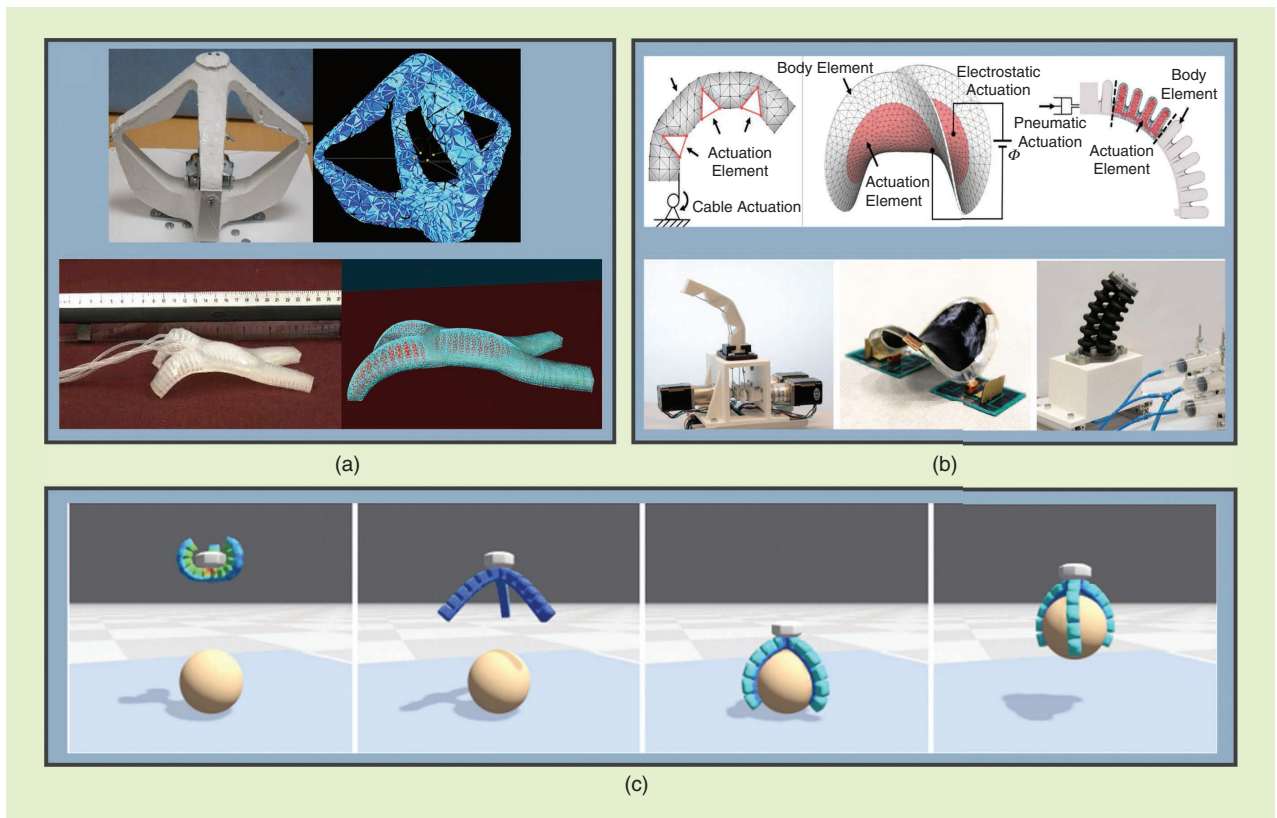 Body Element
Electrostatic
Actuation
Body
Element
Pneumatic
Actuation
Φ
Actuation
Element
Actuation
Element
Actuation
Element
Cable Actuation
(a)
(b)
(c)